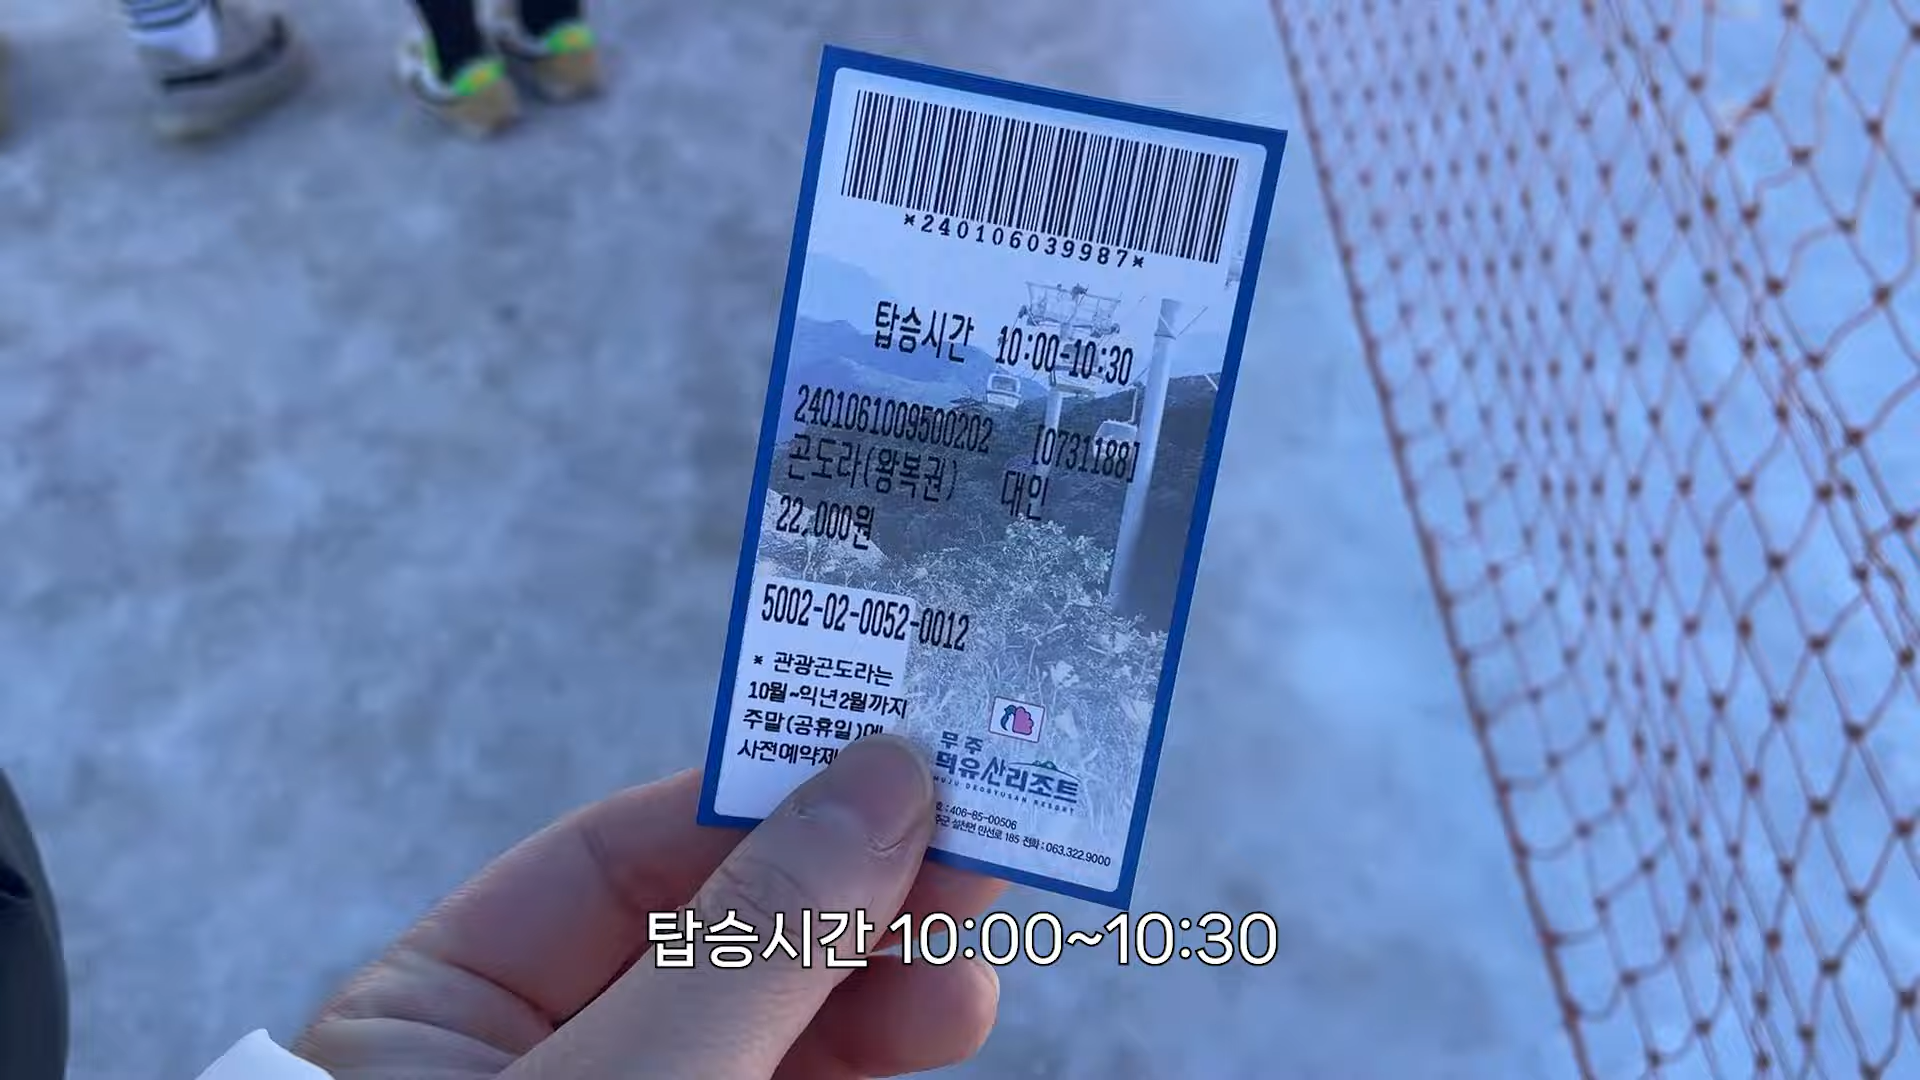 *240106039987*
탑승시간 10:00-10:30
2401061009500202 [0731188]
곤도라(왕복권) 대인
22,000원
5002-02-0052-0012
* 관광곤도라는
10월~익년2월까지
주말(공휴일)에
사전예약제
무주
덕유산리조트
MUJU DEOGYUSAN RESORT
: 406-85-00506
설천면 만선로 185 전화 : 063.322.9000
탑승시간 10:00~10:30